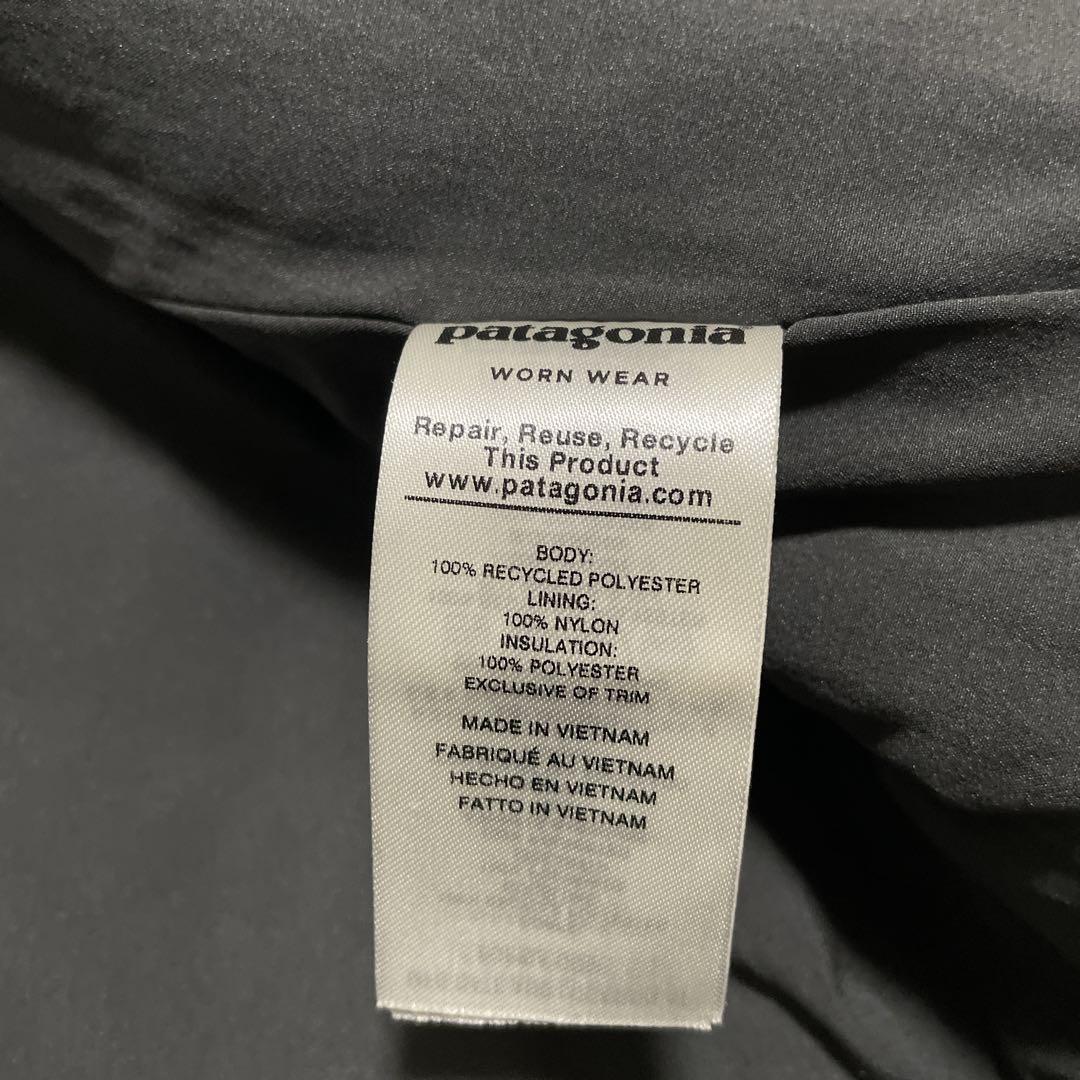 patagonia
WORN WEAR
Repair, Reuse, Recycle
This Product
www.patagonia.com
BODY:
100% RECYCLED POLYESTER
LINING:
100% NYLON
INSULATION:
100% POLYESTER
EXCLUSIVE OF TRIM
MADE IN VIETNAM
FABRIQUÉ AU VIETNAM
HECHO EN VIETNAM
FATTO IN VIETNAM